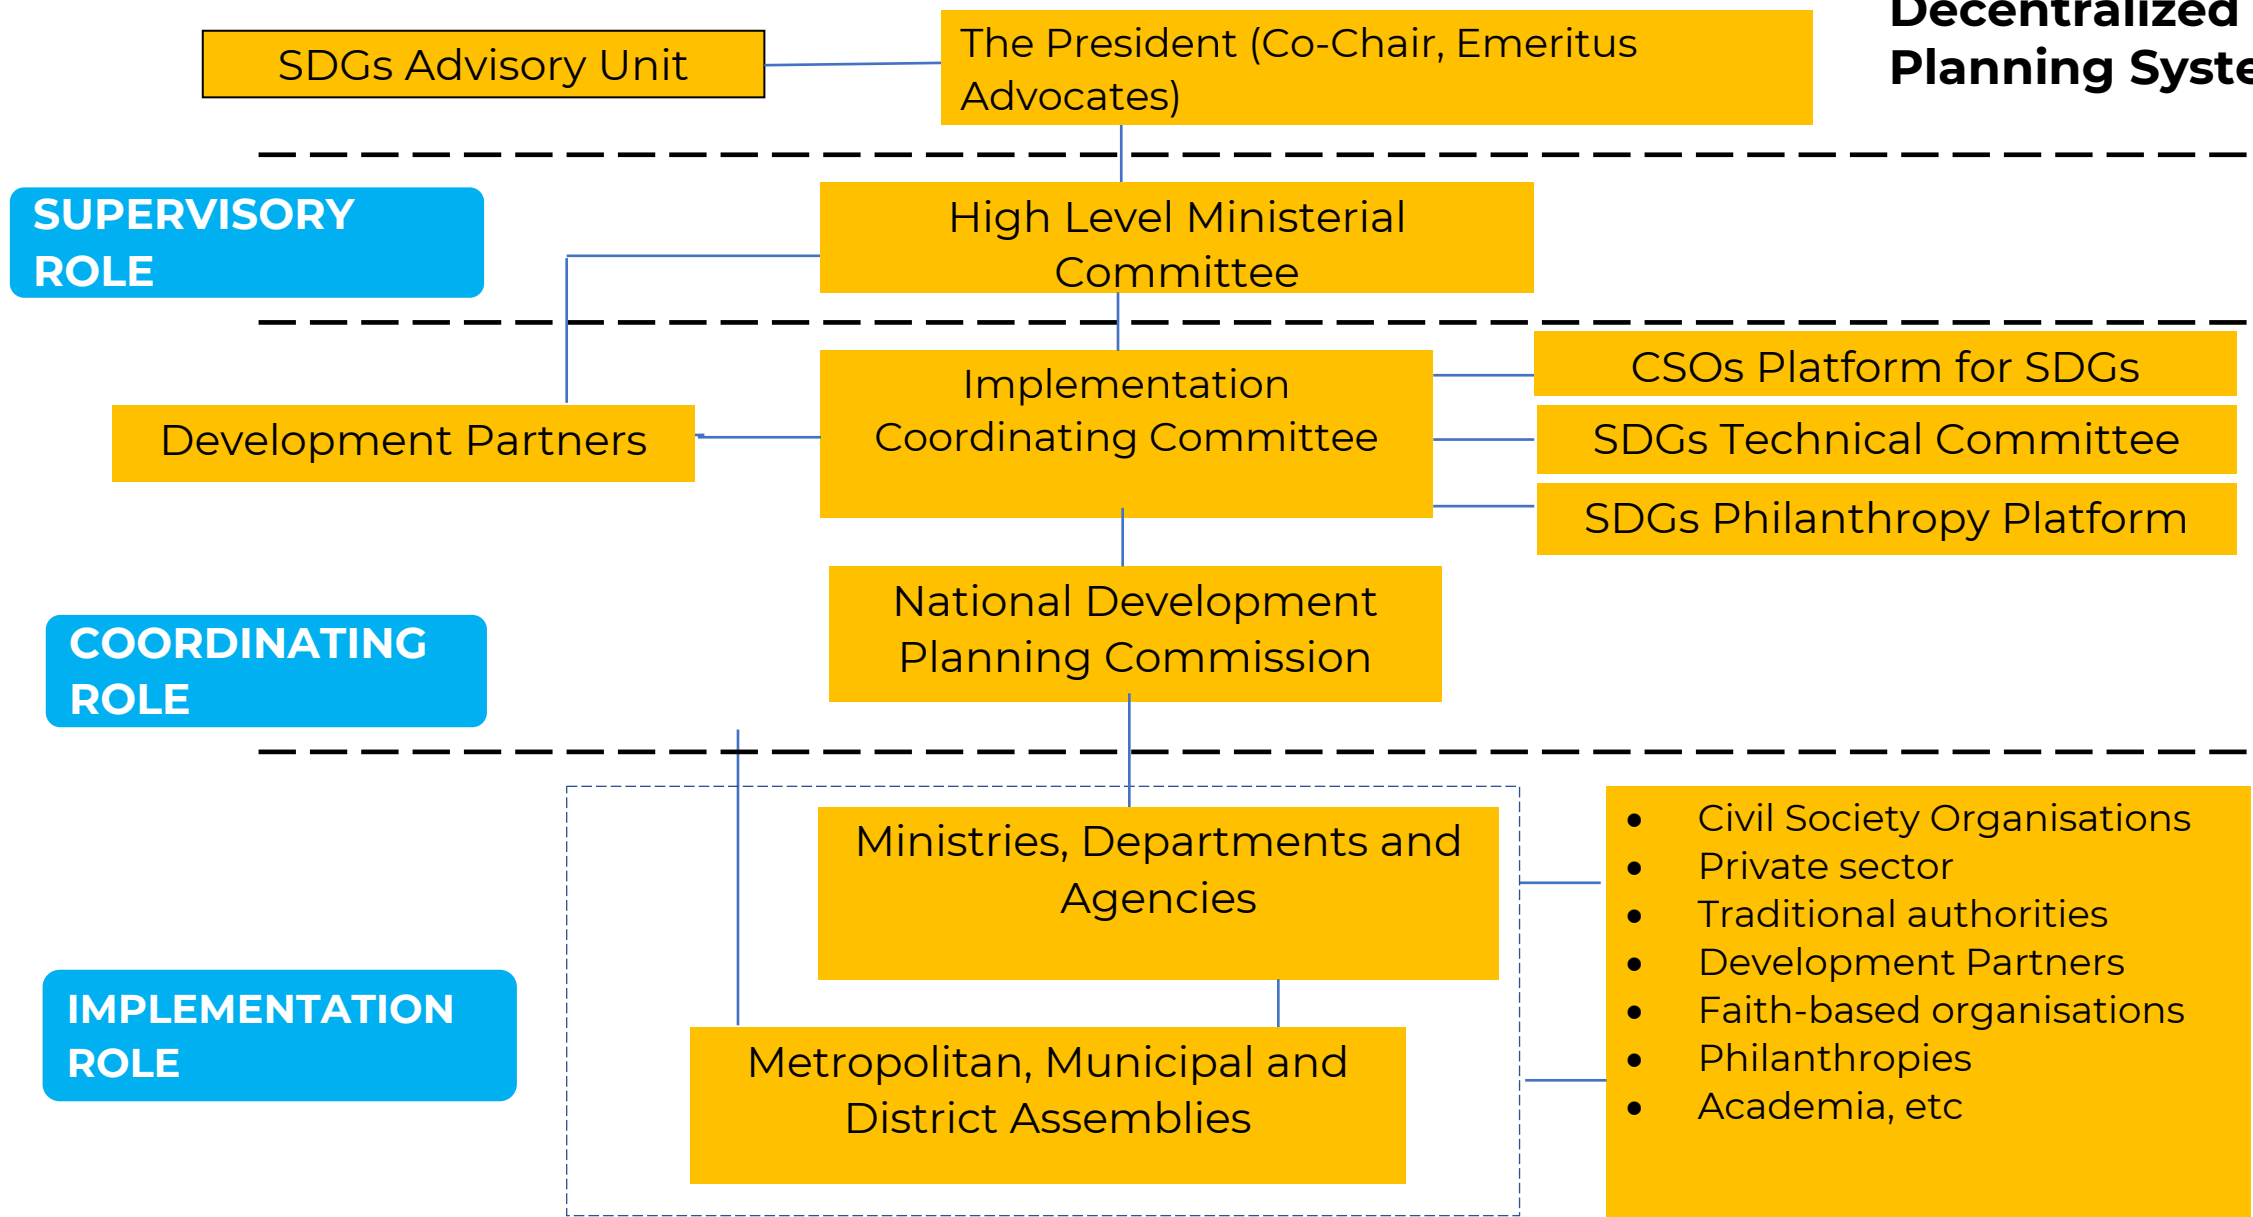 Decentralized
SDGs Advisory Unit
The President (Co-Chair, Emeritus
Advocates)
Planning
SUPERVISORY
ROLE
High Level Ministerial
Committee
Implementation
Coordinating Committee
CSOs Platform for SDGs
Development Partners
SDGs Technical Committee
SDGs Philanthropy Platform
COORDINATING
ROLE
National Development
Planning Commission
IMPLEMENTATION
ROLE
Ministries, Departments and
Agencies
Metropolitan, Municipal and
District Assemblies
• Civil Society Organisations
• Private sector
• Traditional authorities
• Development Partners
• Faith-based organisations
• Philanthropies
• Academia, etc